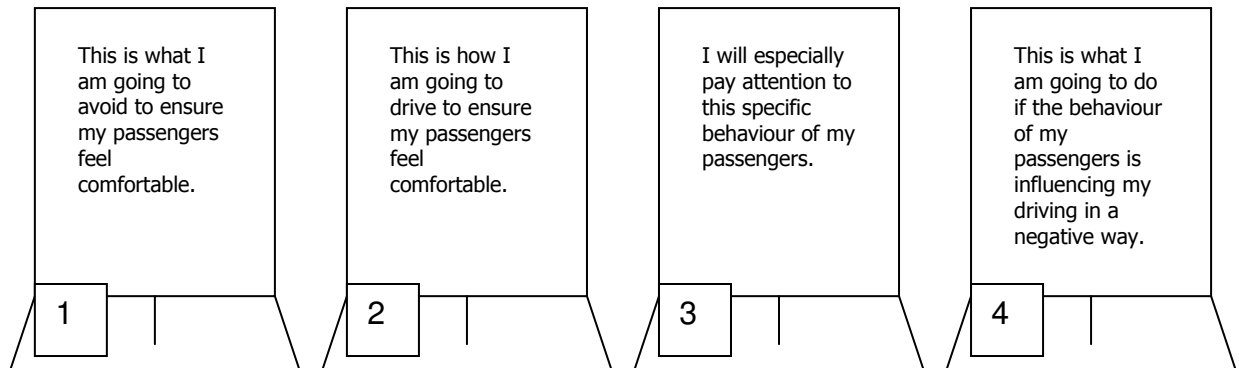 This is what I
am going to
avoid to ensure
my passengers
feel
comfortable.
1
This is how I
am going to
drive to ensure
my passengers
feel
comfortable.
2
I will especially
pay attention to
this specific
behaviour of my
passengers.
3
This is what I
am going to do
if the behaviour
of my
passengers is
influencing my
driving in a
negative way.
4